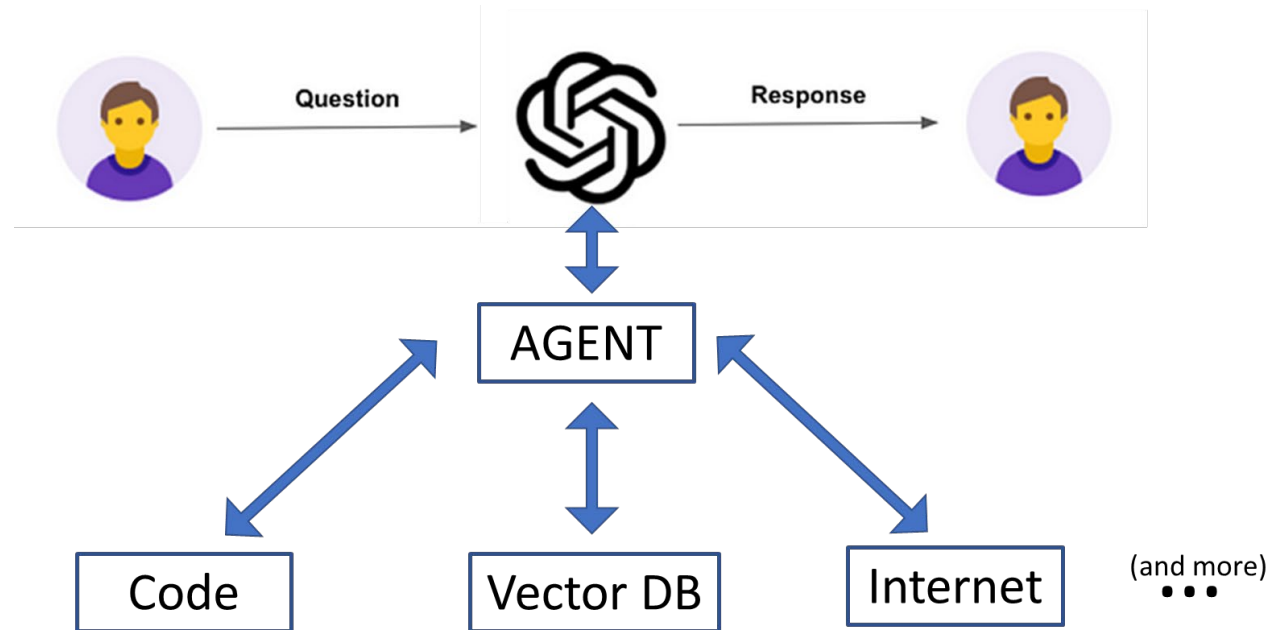 Question
Response
AGENT
Code
Vector DB
Internet
(and more)
...